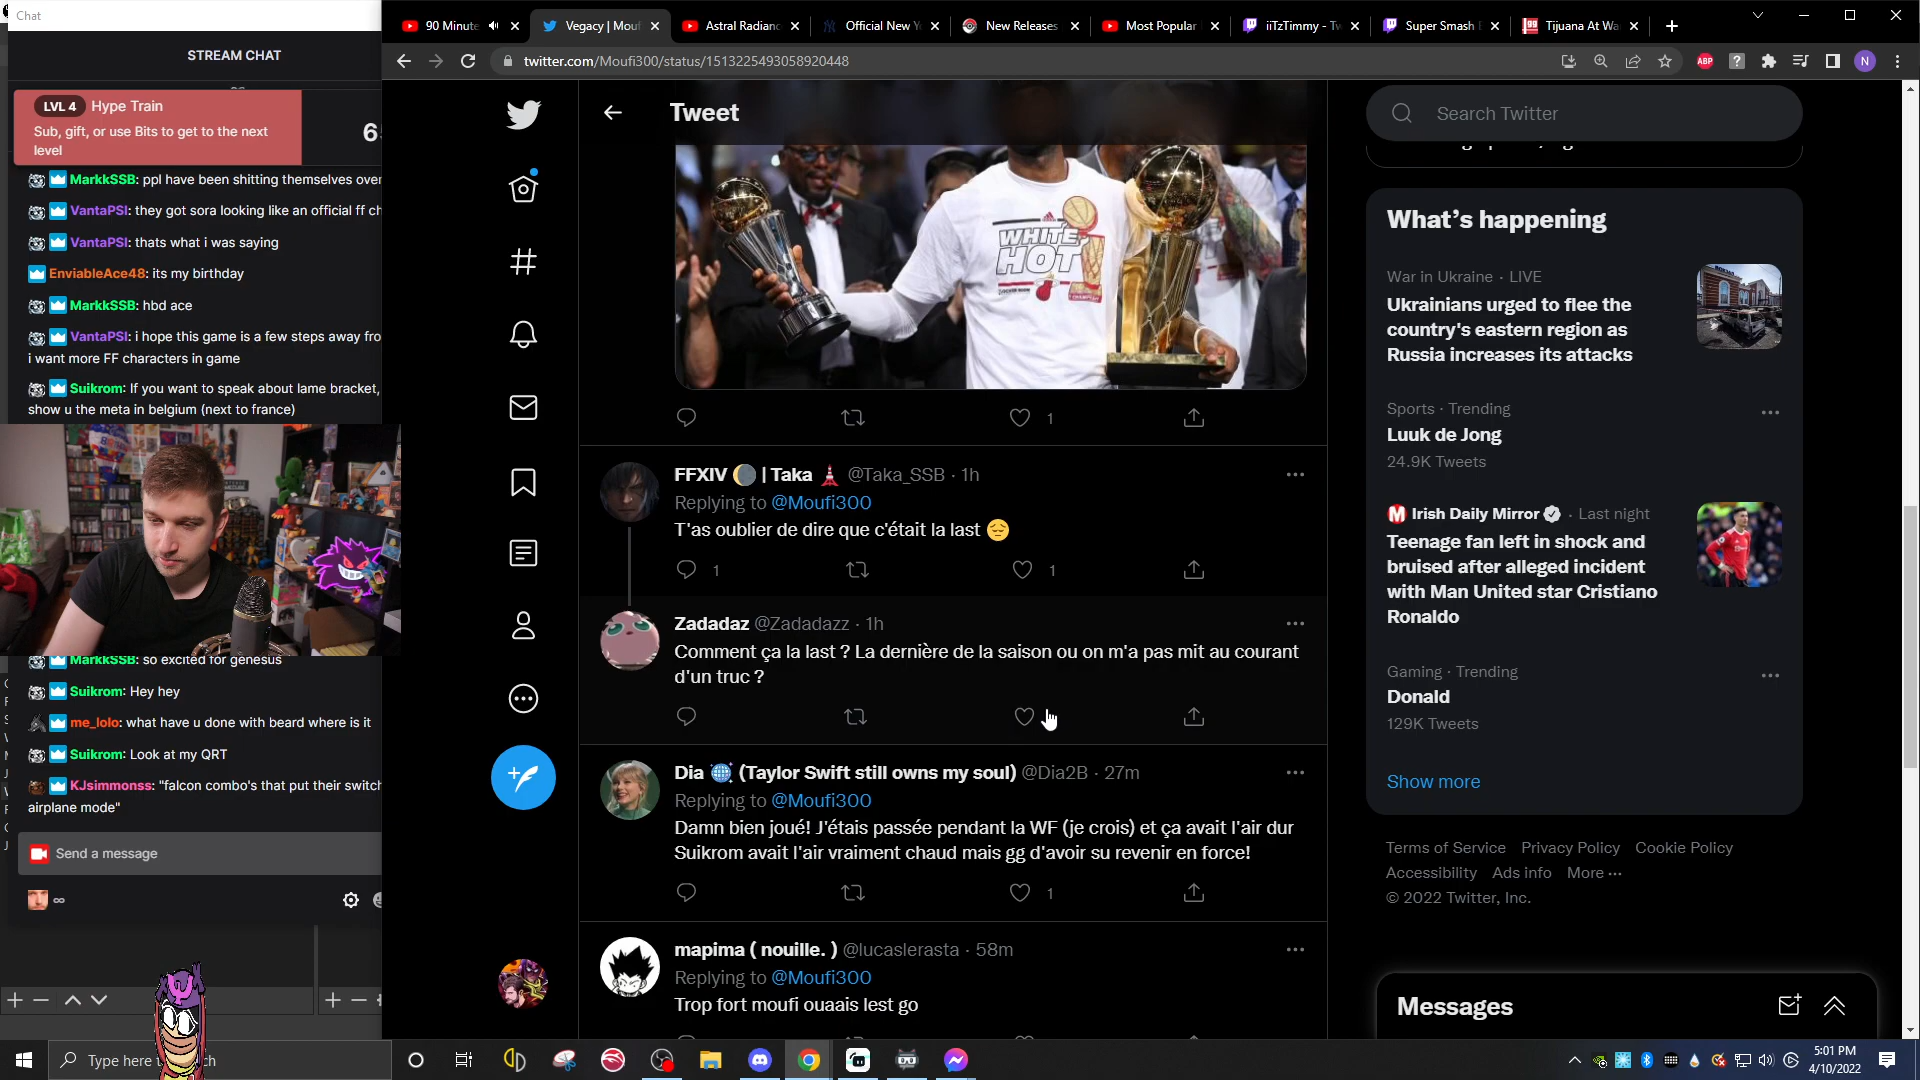 Chat
STREAM CHAT
LVL 4 Hype Train
Sub, gift, or use Bits to get to the next
level
MarkkSSB: ppl have been shitting themselves over
VantaPSI: they got sora looking like an official ff ch
VantaPSI: thats what i was saying
EnviableAce48: its my birthday
MarkkSSB: hbd ace
VantaPSI: i hope this game is a few steps away fro
i want more FF characters in game
Suikrom: If you want to speak about lame bracket,
show u the meta in belgium (next to france)
MarkkSSB: so excited for genesus
Suikrom: Hey hey
me_lolo: what have u done with beard where is it
Suikrom: Look at my QRT
KJsimmonss: "falcon combo's that put their switch
airplane mode"
Send a message
90 Minute
Vegacy | Mouf
Astral Radianc
Official New Y
New Releases
Most Popular
iiTzTimmy - Tw
Super Smash B
Tijuana At Wa
twitter.com/Moufi300/status/1513225493058920448
ABP
N
Tweet
WHITE
HOT
1
FFXIV | Taka @Taka_SSB · 1h
Replying to @Moufi300
T'as oublier de dire que c'était la last
1 1
Zadadaz @Zadadazz · 1h
Comment ça la last ? La dernière de la saison ou on m'a pas mit au courant
d'un truc ?
Dia (Taylor Swift still owns my soul) @Dia2B · 27m
Replying to @Moufi300
Damn bien joué! J'étais passée pendant la WF (je crois) et ça avait l'air dur
Suikrom avait l'air vraiment chaud mais gg d'avoir su revenir en force!
1
mapima ( nouille. ) @lucaslerasta · 58m
Replying to @Moufi300
Trop fort moufi ouaais lest go
Search Twitter
What's happening
War in Ukraine · LIVE
Ukrainians urged to flee the
country's eastern region as
Russia increases its attacks
Sports · Trending
Luuk de Jong
24.9K Tweets
Irish Daily Mirror · Last night
Teenage fan left in shock and
bruised after alleged incident
with Man United star Cristiano
Ronaldo
Gaming · Trending
Donald
129K Tweets
Show more
Terms of Service Privacy Policy Cookie Policy
Accessibility Ads info More ···
© 2022 Twitter, Inc.
Messages
Type here
ch
5:01 PM
4/10/2022